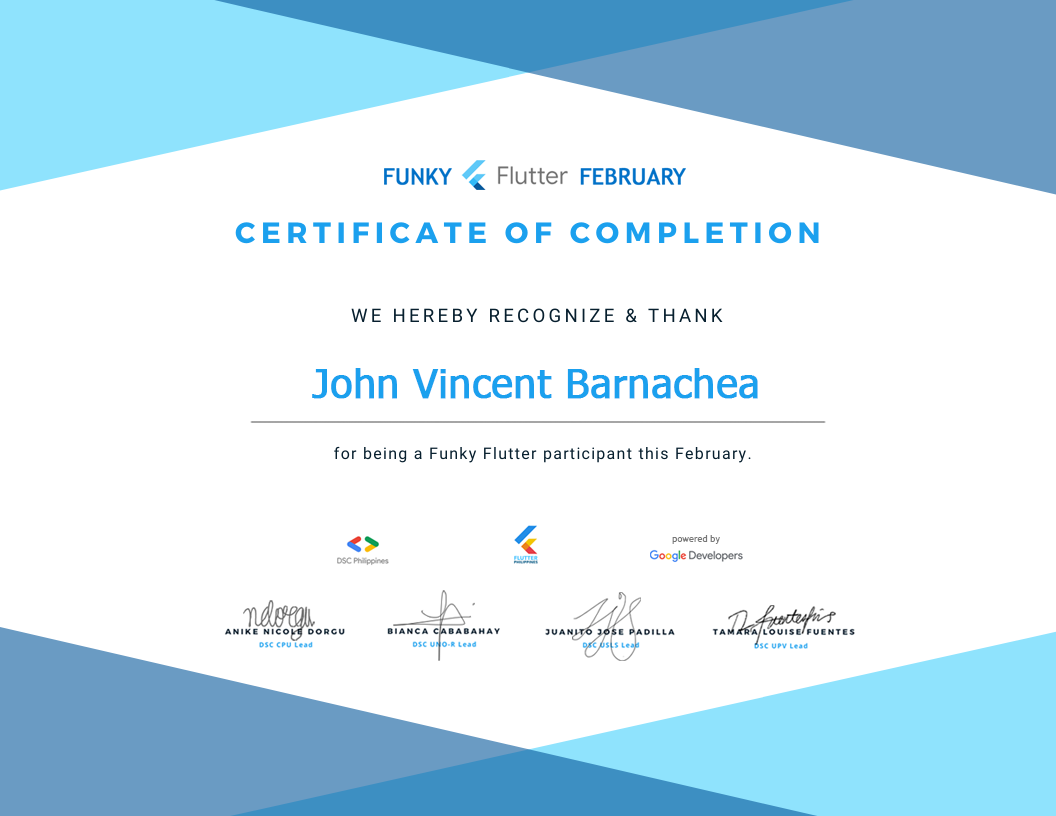 FUNKY Flutter FEBRUARY
CERTIFICATE OF COMPLETION
WE HEREBY RECOGNIZE & THANK
John Vincent Barnachea
for being a Funky Flutter participant this February.
DSC Philippines
FLUTTER
PHILIPPINES
powered by
Google Developers
ANIKE NICOLE DORGU
DSC CPU Lead
BIANCA CABABAHAY
DSC UNO-R Lead
JUANITO JOSE PADILLA
DSC USLS Lead
TAMARA LOUISE FUENTES
DSC UPV Lead